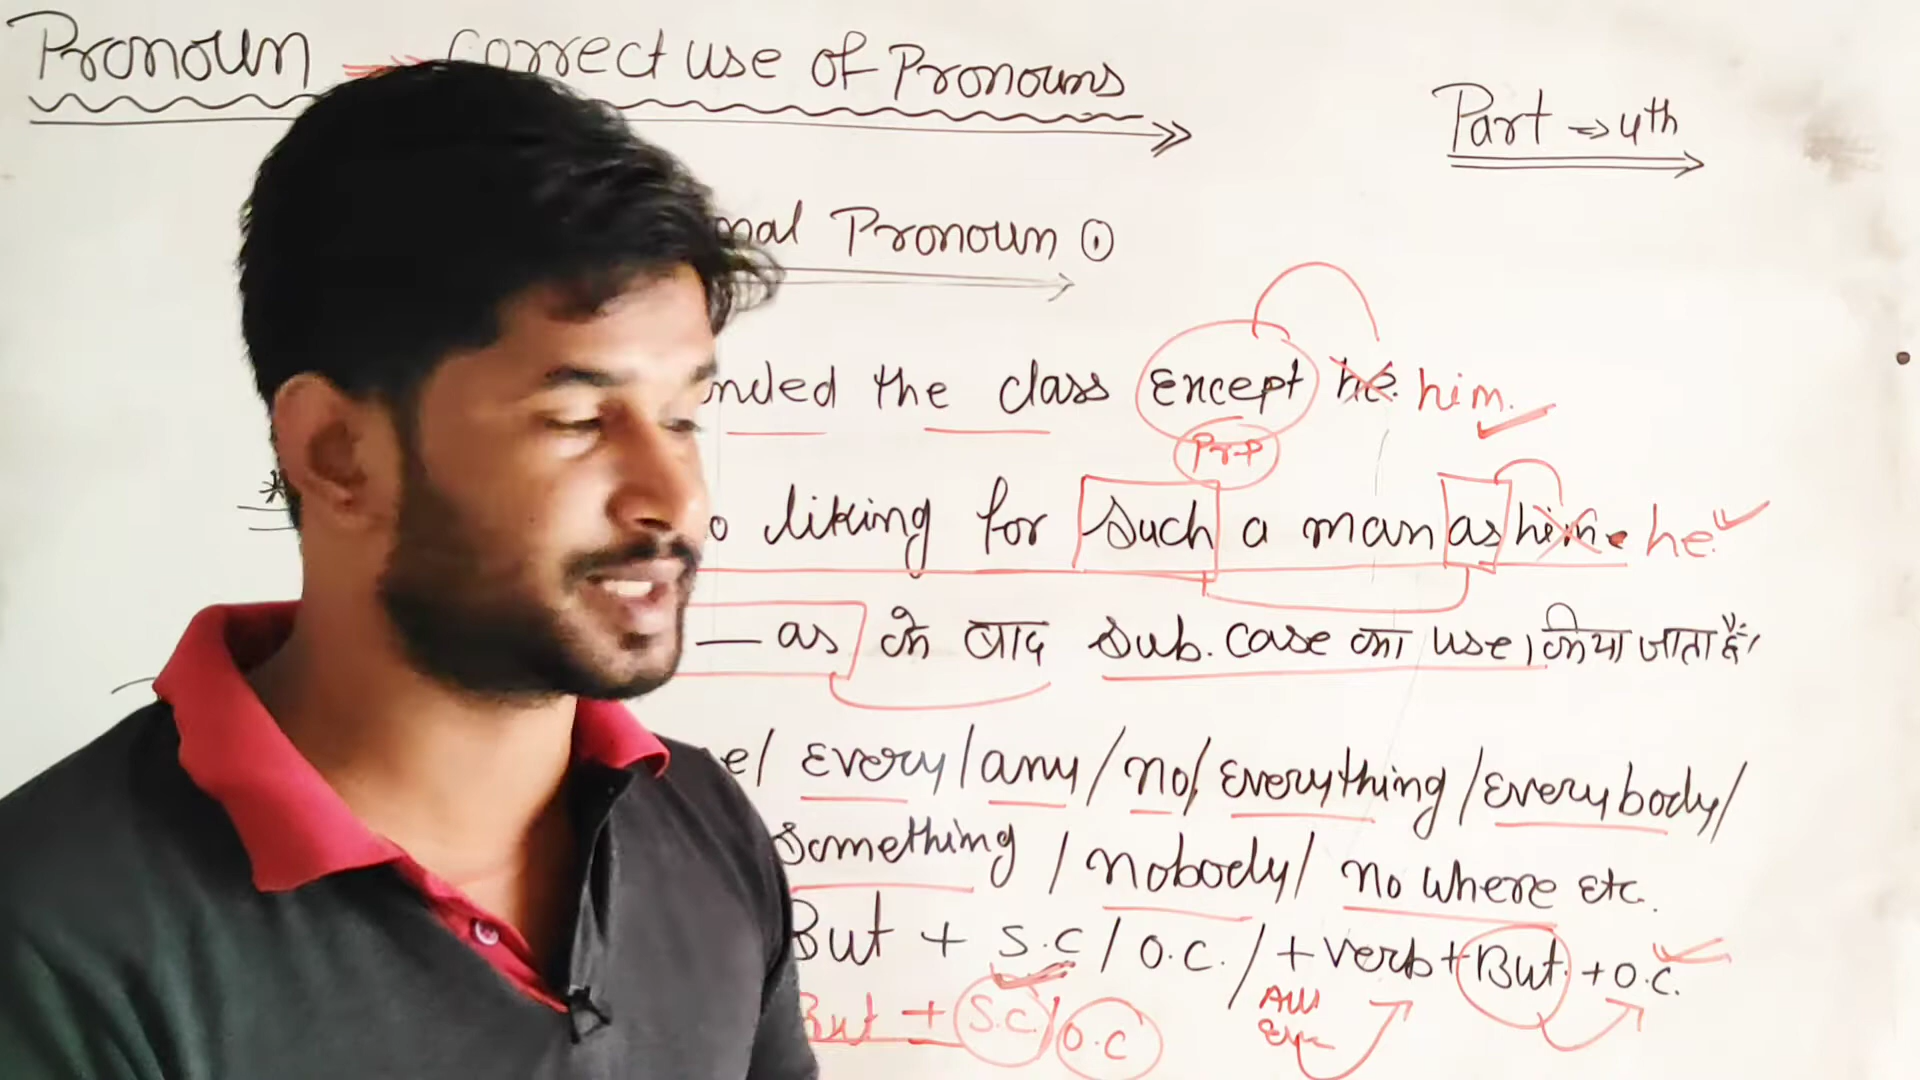 Pronoun → Correct use of Pronouns
Part → 4th
nal Pronoun ⊙
nded the class Except he. him.
Prep
o liking for Such a man as him. he.
— as के बाद Sub. Case का use किया जाता है,
e/ Every/any/no/Everything/Everybody/
Something / nobody/ no where Etc.
But + S.C / O.C. / + verb + But + O.C.
But + S.C./O.C
All